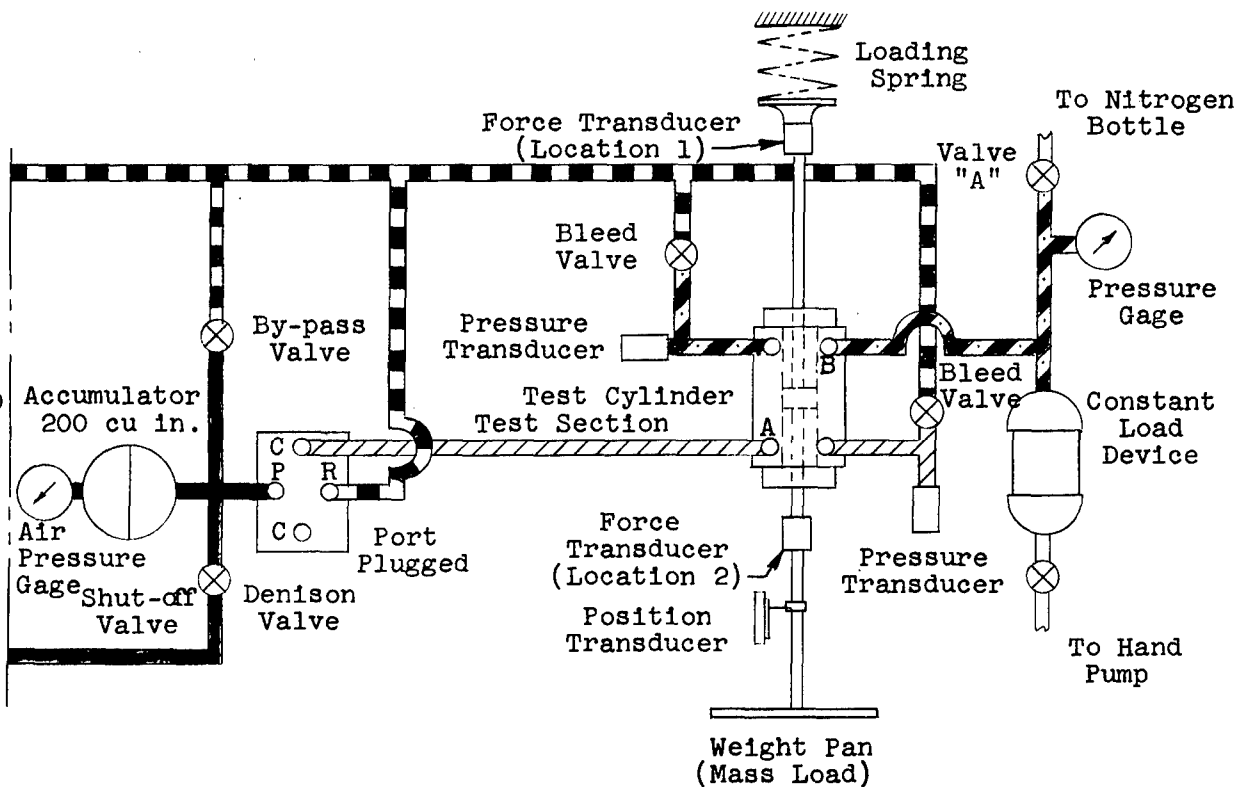 Loading
Spring
To Nitrogen
Bottle
Force Transducer
(Location 1)
Valve
"A"
Bleed
Valve
Pressure
Gage
Pressure
Transducer
By-pass
Valve
B
Bleed
Valve
Accumulator
200 cu in.
Test Cylinder
Test Section
Constant
Load
Device
C
A
P
R
C
Air
Pressure
Gage
Port
Plugged
Force
Transducer
(Location 2)
Pressure
Transducer
Shut-off
Valve
Denison
Valve
Position
Transducer
To Hand
Pump
Weight Pan
(Mass Load)